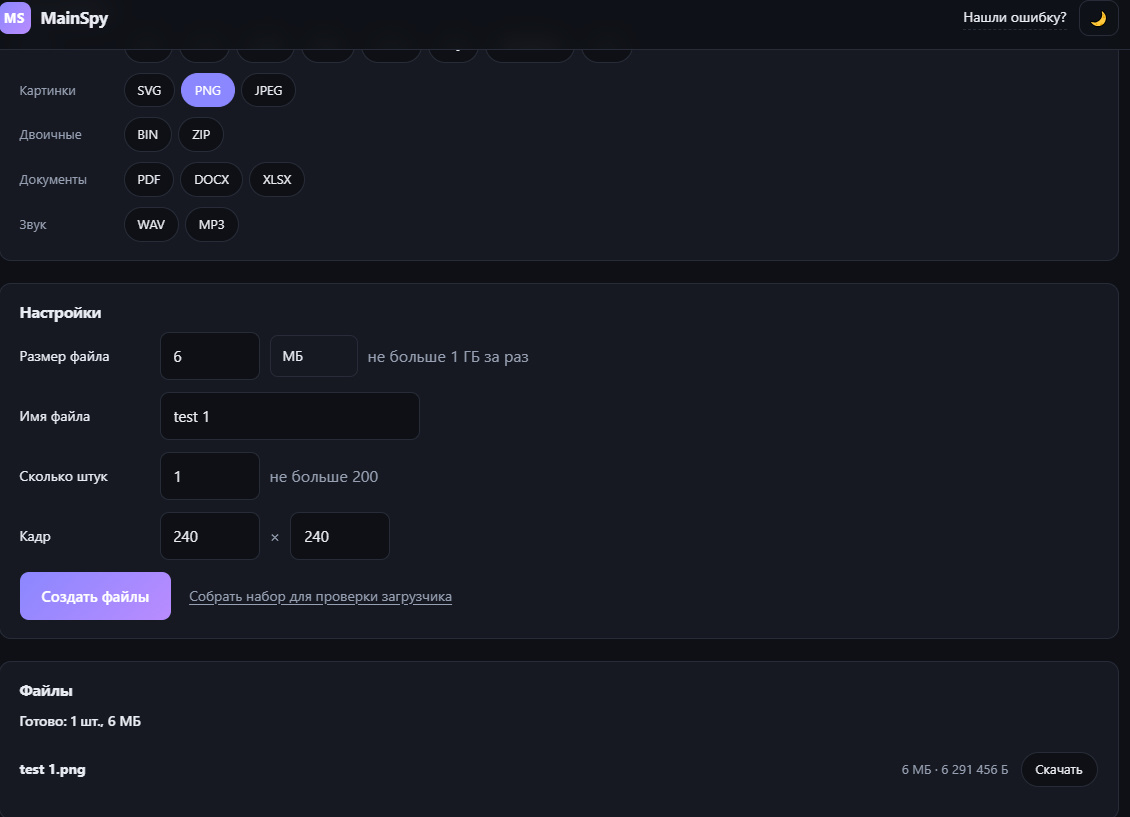 MS MainSpy Нашли ошибку?
Картинки SVG PNG JPEG
Двоичные BIN ZIP
Документы PDF DOCX XLSX
Звук WAV MP3
Настройки
Размер файла 6 МБ не больше 1 ГБ за раз
Имя файла test 1
Сколько штук 1 не больше 200
Кадр 240 × 240
Создать файлы Собрать набор для проверки загрузчика
Файлы
Готово: 1 шт., 6 МБ
test 1.png 6 МБ · 6 291 456 Б Скачать